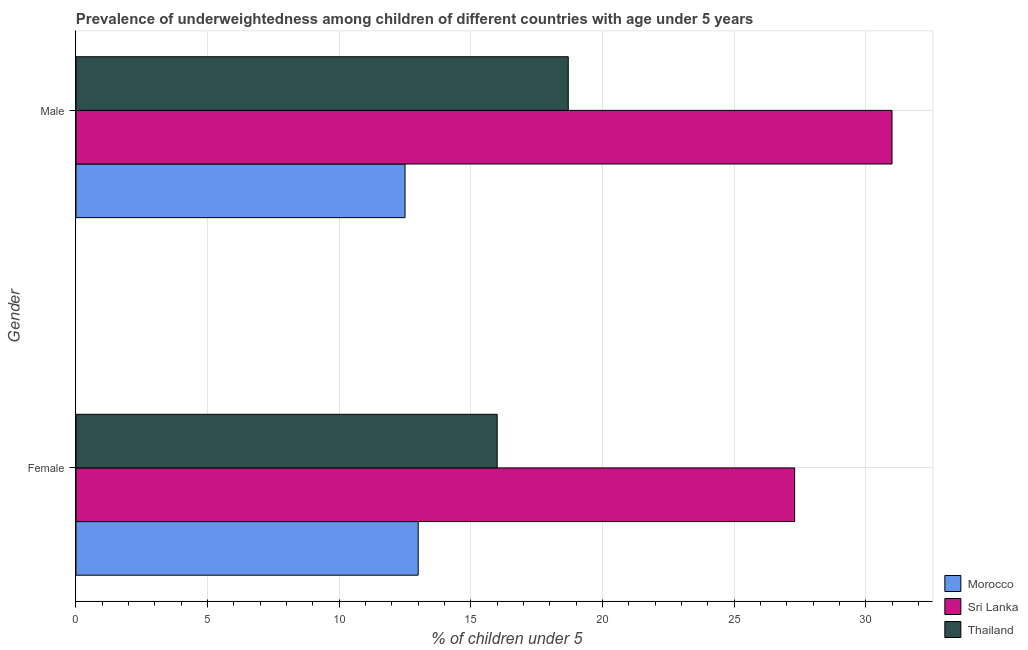 Prevalence of underweightedness among children of different countries with age under 5 years
Male
Female
Gender
0
5
10
15
20
25
30
% of children under 5
Morocco
Sri Lanka
Thailand